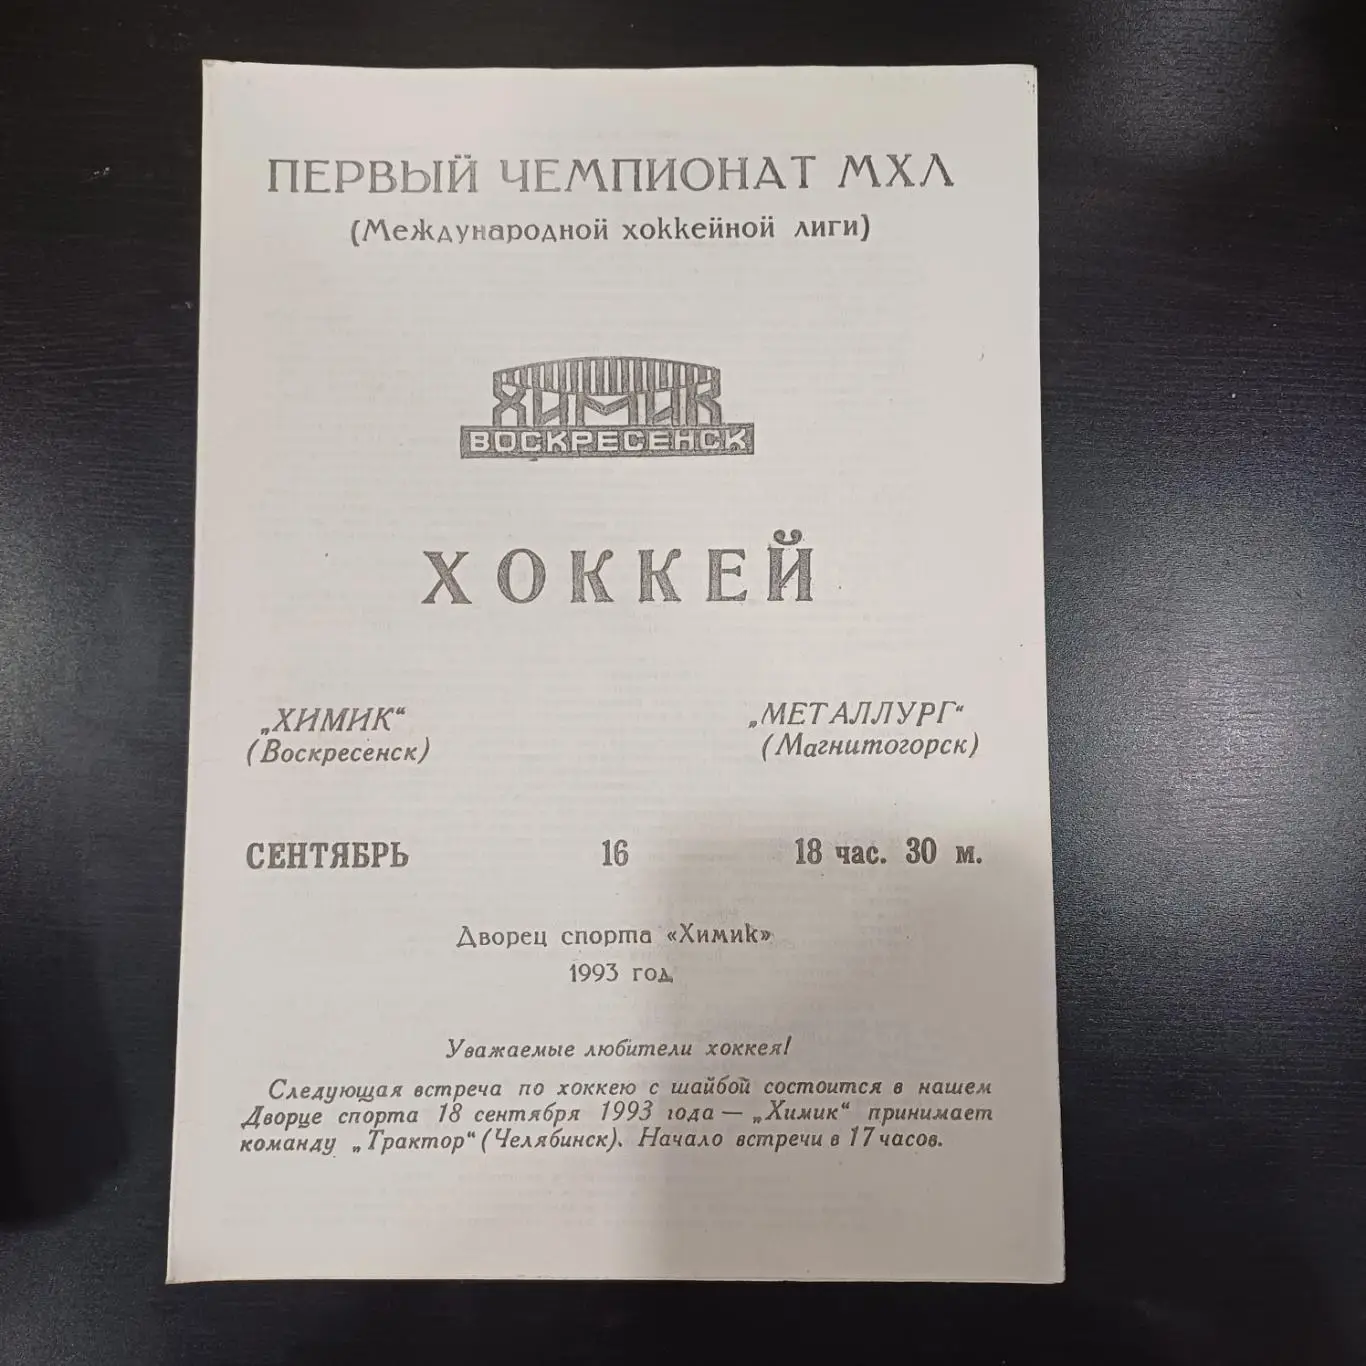 ПЕРВЫЙ ЧЕМПИОНАТ МХЛ
(Международной хоккейной лиги)
ХИМИК
ВОСКРЕСЕНСК
ХОККЕЙ
„ХИМИК“
(Воскресенск)
„МЕТАЛЛУРГ“
(Магнитогорск)
СЕНТЯБРЬ 16 18 час. 30 м.
Дворец спорта «Химик»
1993 год
Уважаемые любители хоккея!
Следующая встреча по хоккею с шайбой состоится в нашем
Дворце спорта 18 сентября 1993 года — „Химик“ принимает
команду „Трактор“ (Челябинск). Начало встречи в 17 часов.